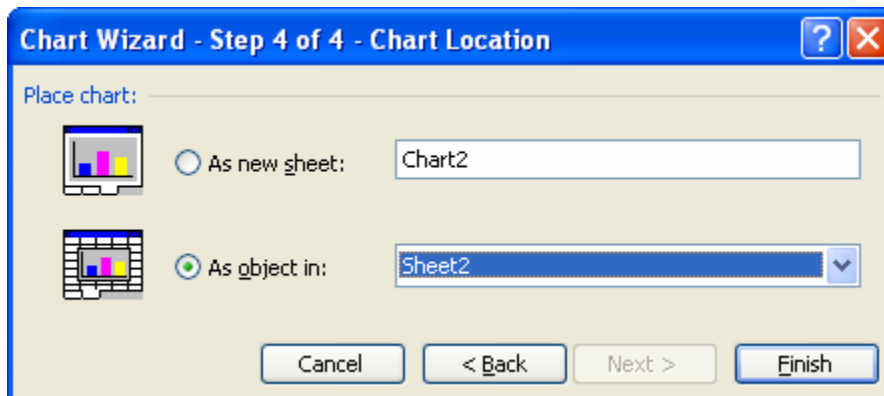 Chart Wizard - Step 4 of 4 - Chart Location
?
Place chart:
As new sheet: Chart2
As object in: Sheet2
Cancel < Back Next > Finish